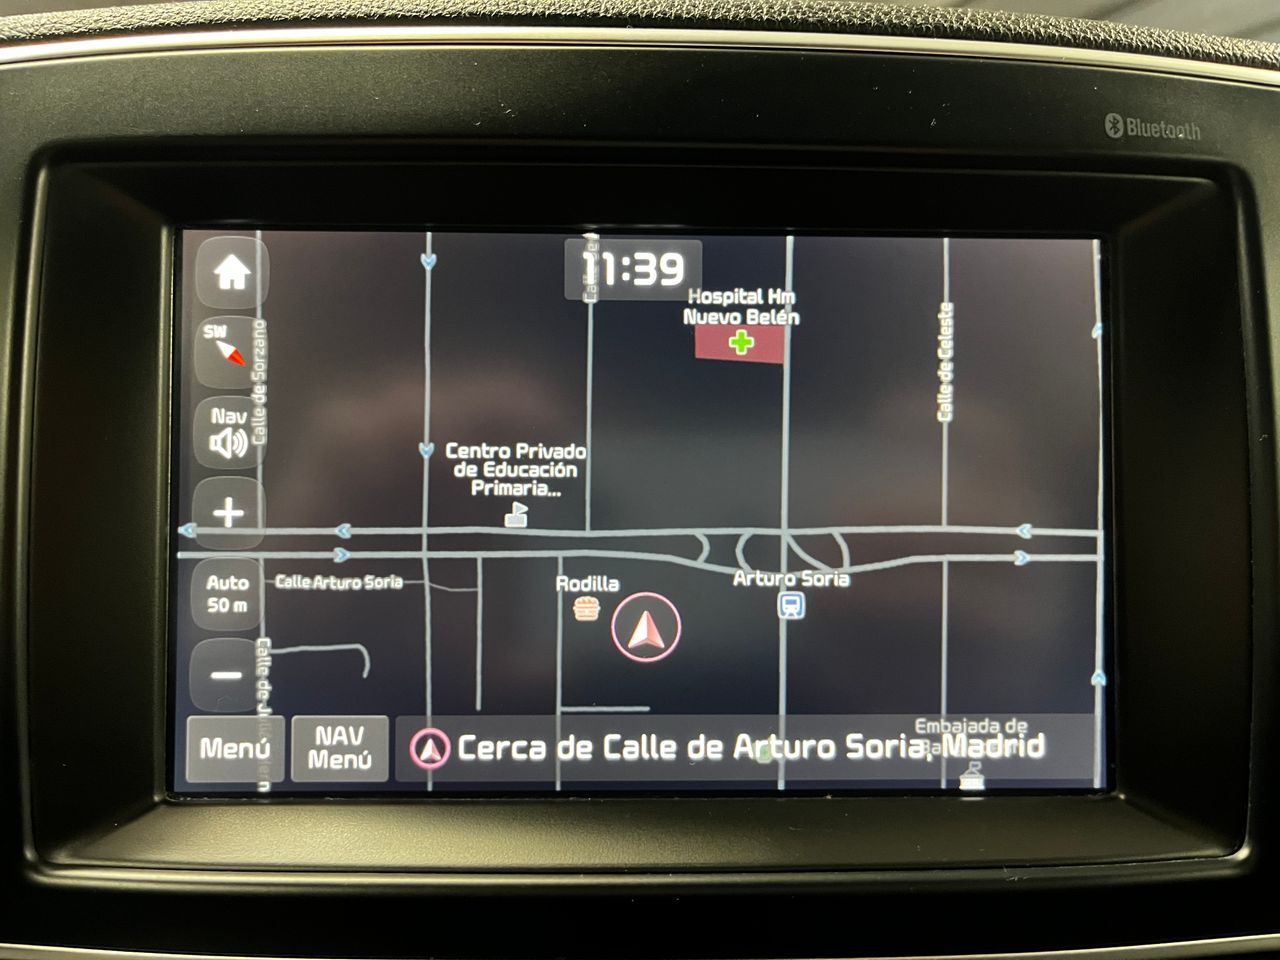 Bluetooth
11:39
Hospital Hm
Nuevo Belén
SW
Calle de Sorzano
Calle de Celeste
Nav
Centro Privado
de Educación
Primaria...
+
Auto
50 m
Calle Arturo Soria
Rodilla
Arturo Soria
−
Calle de
Embajada de
Menú
NAV
Menú
Cerca de Calle de Arturo Soria, Madrid